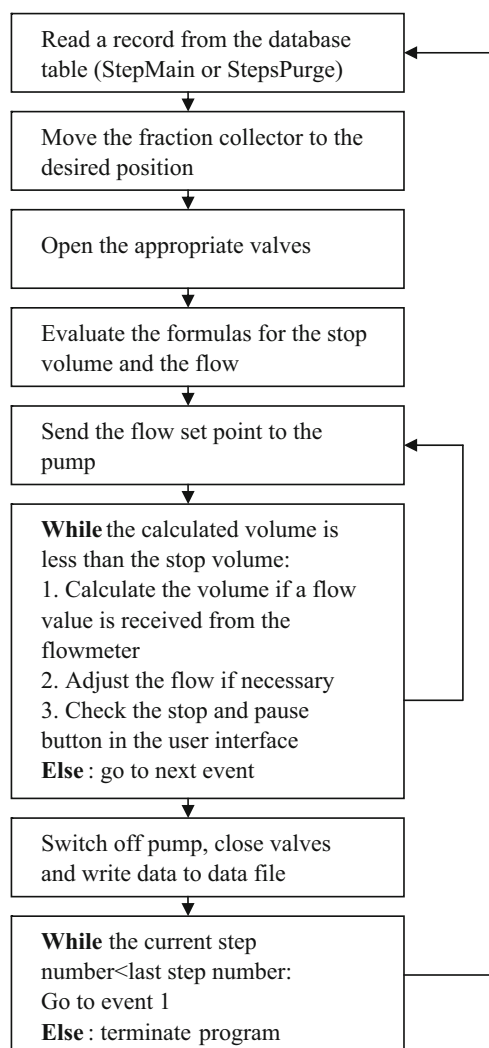 Read a record from the database
table (StepMain or StepsPurge)
Move the fraction collector to the
desired position
Open the appropriate valves
Evaluate the formulas for the stop
volume and the flow
Send the flow set point to the
pump
While the calculated volume is
less than the stop volume:
1. Calculate the volume if a flow
value is received from the
flowmeter
2. Adjust the flow if necessary
3. Check the stop and pause
button in the user interface
Else : go to next event
Switch off pump, close valves
and write data to data file
While the current step
number<last step number:
Go to event 1
Else : terminate program